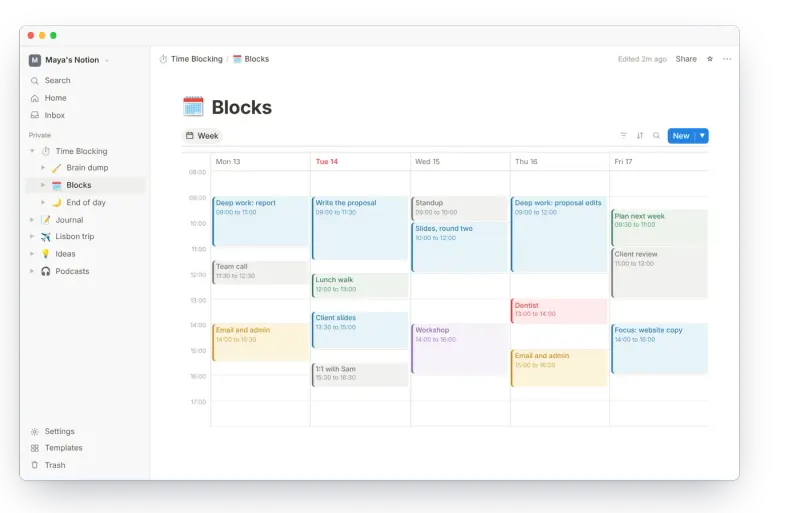 M Maya's Notion
Search
Home
Inbox
Private
Time Blocking
Brain dump
Blocks
End of day
Journal
Lisbon trip
Ideas
Podcasts
Settings
Templates
Trash
Time Blocking / Blocks
Edited 2m ago Share
Blocks
Week
New
Mon 13 Tue 14 Wed 15 Thu 16 Fri 17
08:00
09:00
10:00
11:00
12:00
13:00
14:00
15:00
16:00
17:00
Deep work: report
09:00 to 11:00
Team call
11:30 to 12:30
Email and admin
14:00 to 15:30
Write the proposal
09:00 to 11:30
Lunch walk
12:00 to 13:00
Client slides
13:30 to 15:00
1:1 with Sam
15:30 to 16:30
Standup
09:00 to 10:00
Slides, round two
10:00 to 12:00
Workshop
14:00 to 16:00
Deep work: proposal edits
09:00 to 12:00
Dentist
13:00 to 14:00
Email and admin
15:00 to 16:30
Plan next week
09:30 to 11:00
Client review
11:00 to 13:00
Focus: website copy
14:00 to 16:00